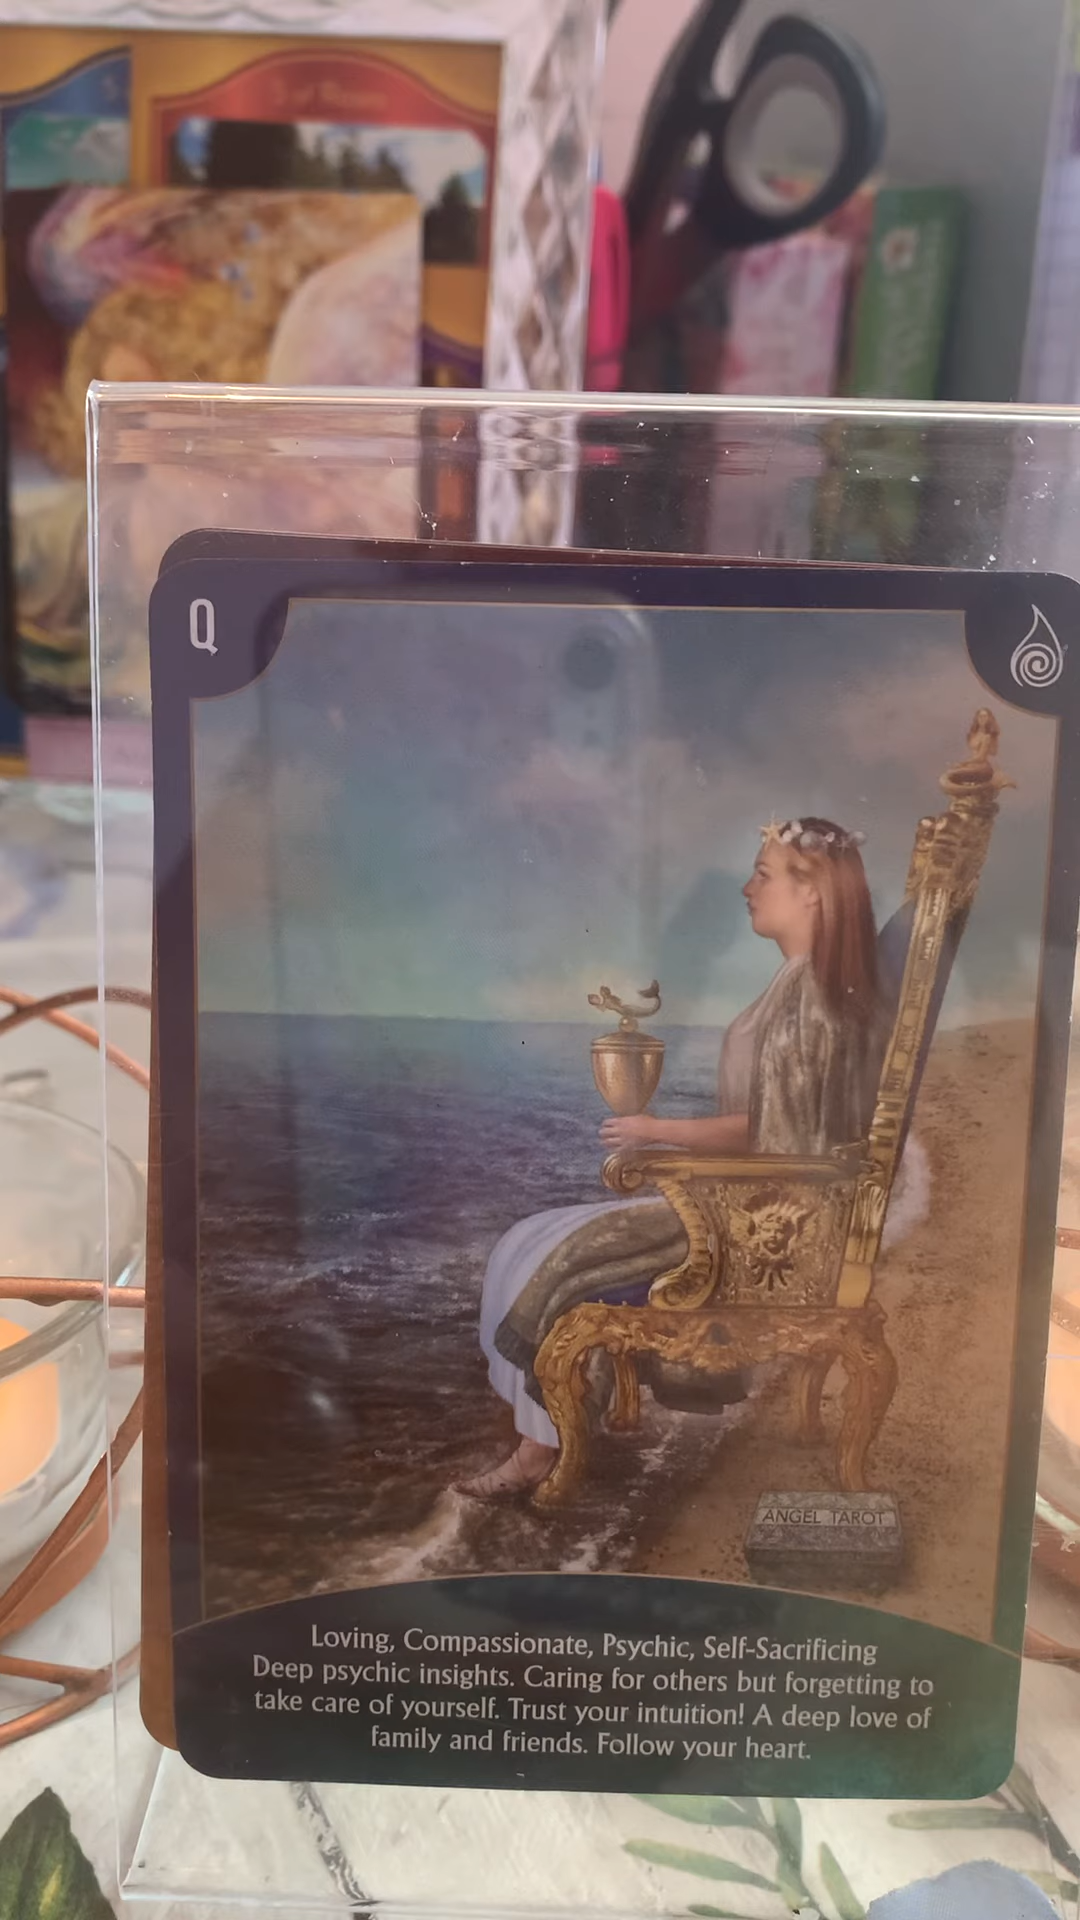 Q
ANGEL TAROT
Loving, Compassionate, Psychic, Self-Sacrificing
Deep psychic insights. Caring for others but forgetting to
take care of yourself. Trust your intuition! A deep love of
family and friends. Follow your heart.